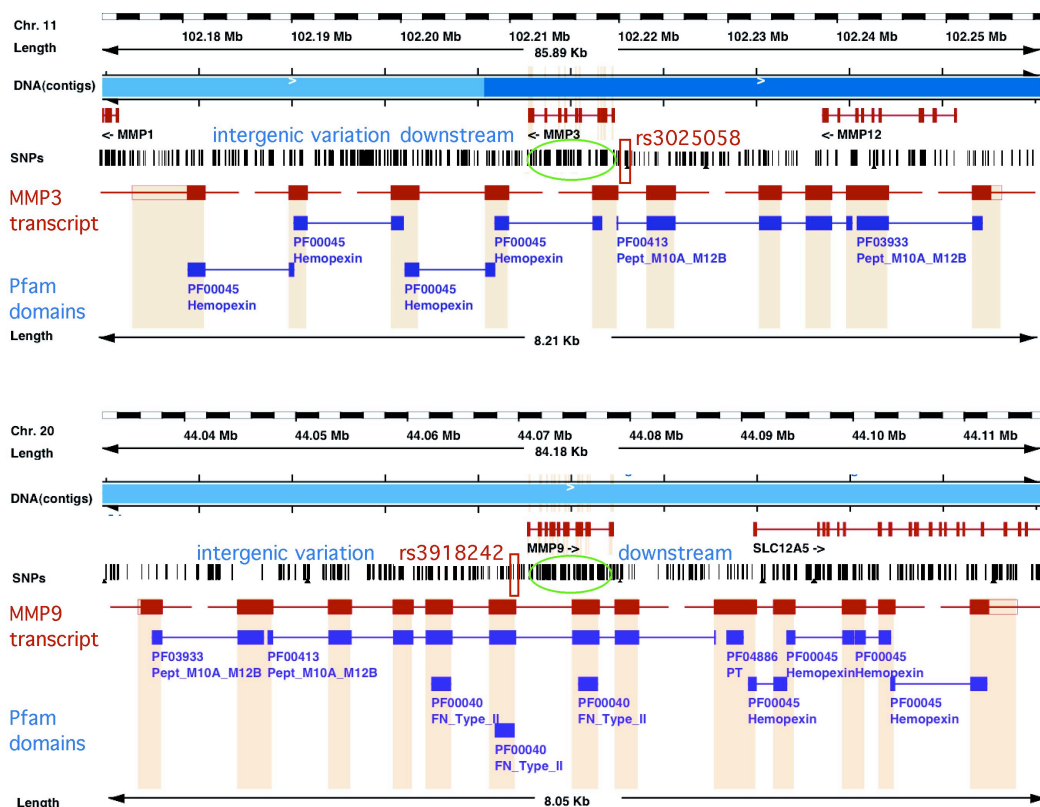 Chr. 11
102.18 Mb 102.19 Mb 102.20 Mb 102.21 Mb 102.22 Mb 102.23 Mb 102.24 Mb 102.25 Mb
Length 85.89 Kb
DNA(contigs) > >
<- MMP1 <- MMP3 <- MMP12
intergenic variation downstream rs3025058
SNPs
MMP3
transcript
PF00045 PF00045 PF00413 PF03933
Hemopexin Hemopexin Pept_M10A_M12B Pept_M10A_M12B
Pfam
domains
PF00045 PF00045
Hemopexin Hemopexin
Length 8.21 Kb
Chr. 20
44.04 Mb 44.05 Mb 44.06 Mb 44.07 Mb 44.08 Mb 44.09 Mb 44.10 Mb 44.11 Mb
Length 84.18 Kb
DNA(contigs) >
MMP9 -> SLC12A5 ->
intergenic variation rs3918242 downstream
SNPs
MMP9
transcript
PF03933 PF00413 PF04886 PF00045 PF00045
Pept_M10A_M12B Pept_M10A_M12B PT Hemopexin Hemopexin
Pfam
domains
PF00040 PF00040 PF00045 PF00045
FN_Type_II FN_Type_II Hemopexin Hemopexin
PF00040
FN_Type_II
Length 8.05 Kb